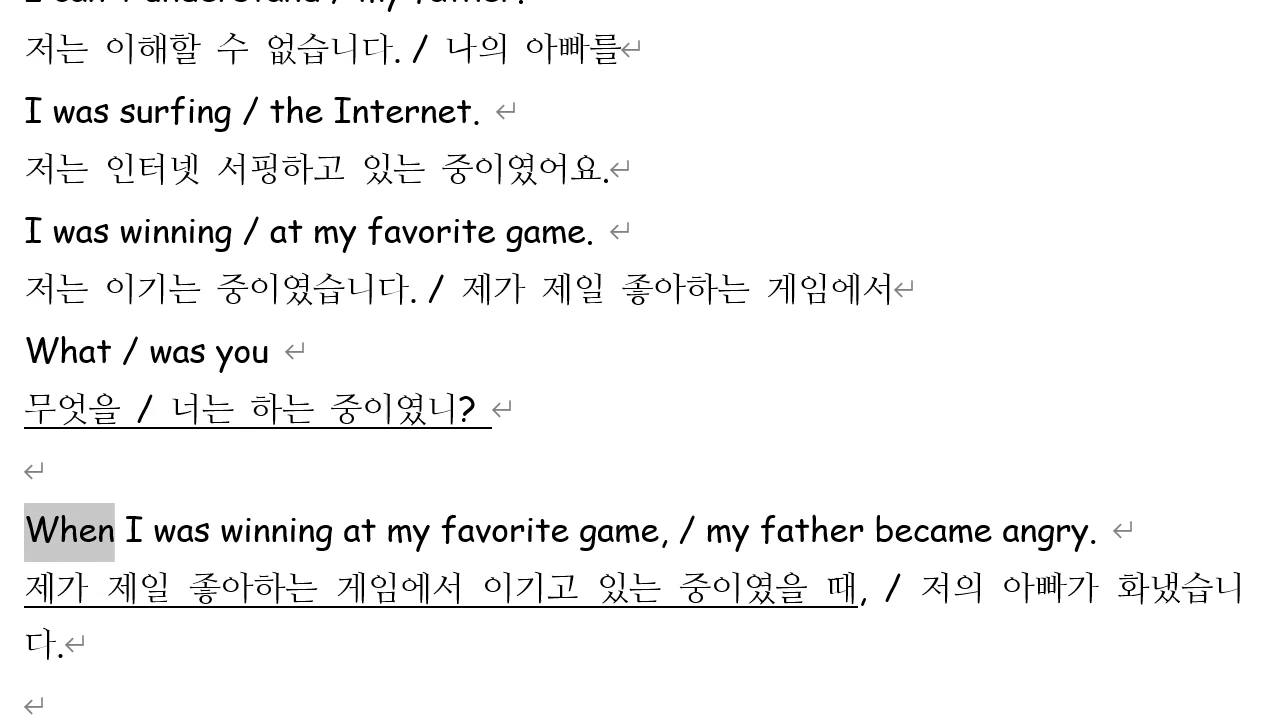 I can't understand / my father.
저는 이해할 수 없습니다. / 나의 아빠를
I was surfing / the Internet.
저는 인터넷 서핑하고 있는 중이였어요.
I was winning / at my favorite game.
저는 이기는 중이였습니다. / 제가 제일 좋아하는 게임에서
What / was you
무엇을 / 너는 하는 중이였니?
When I was winning at my favorite game, / my father became angry.
제가 제일 좋아하는 게임에서 이기고 있는 중이였을 때, / 저의 아빠가 화냈습니
다.